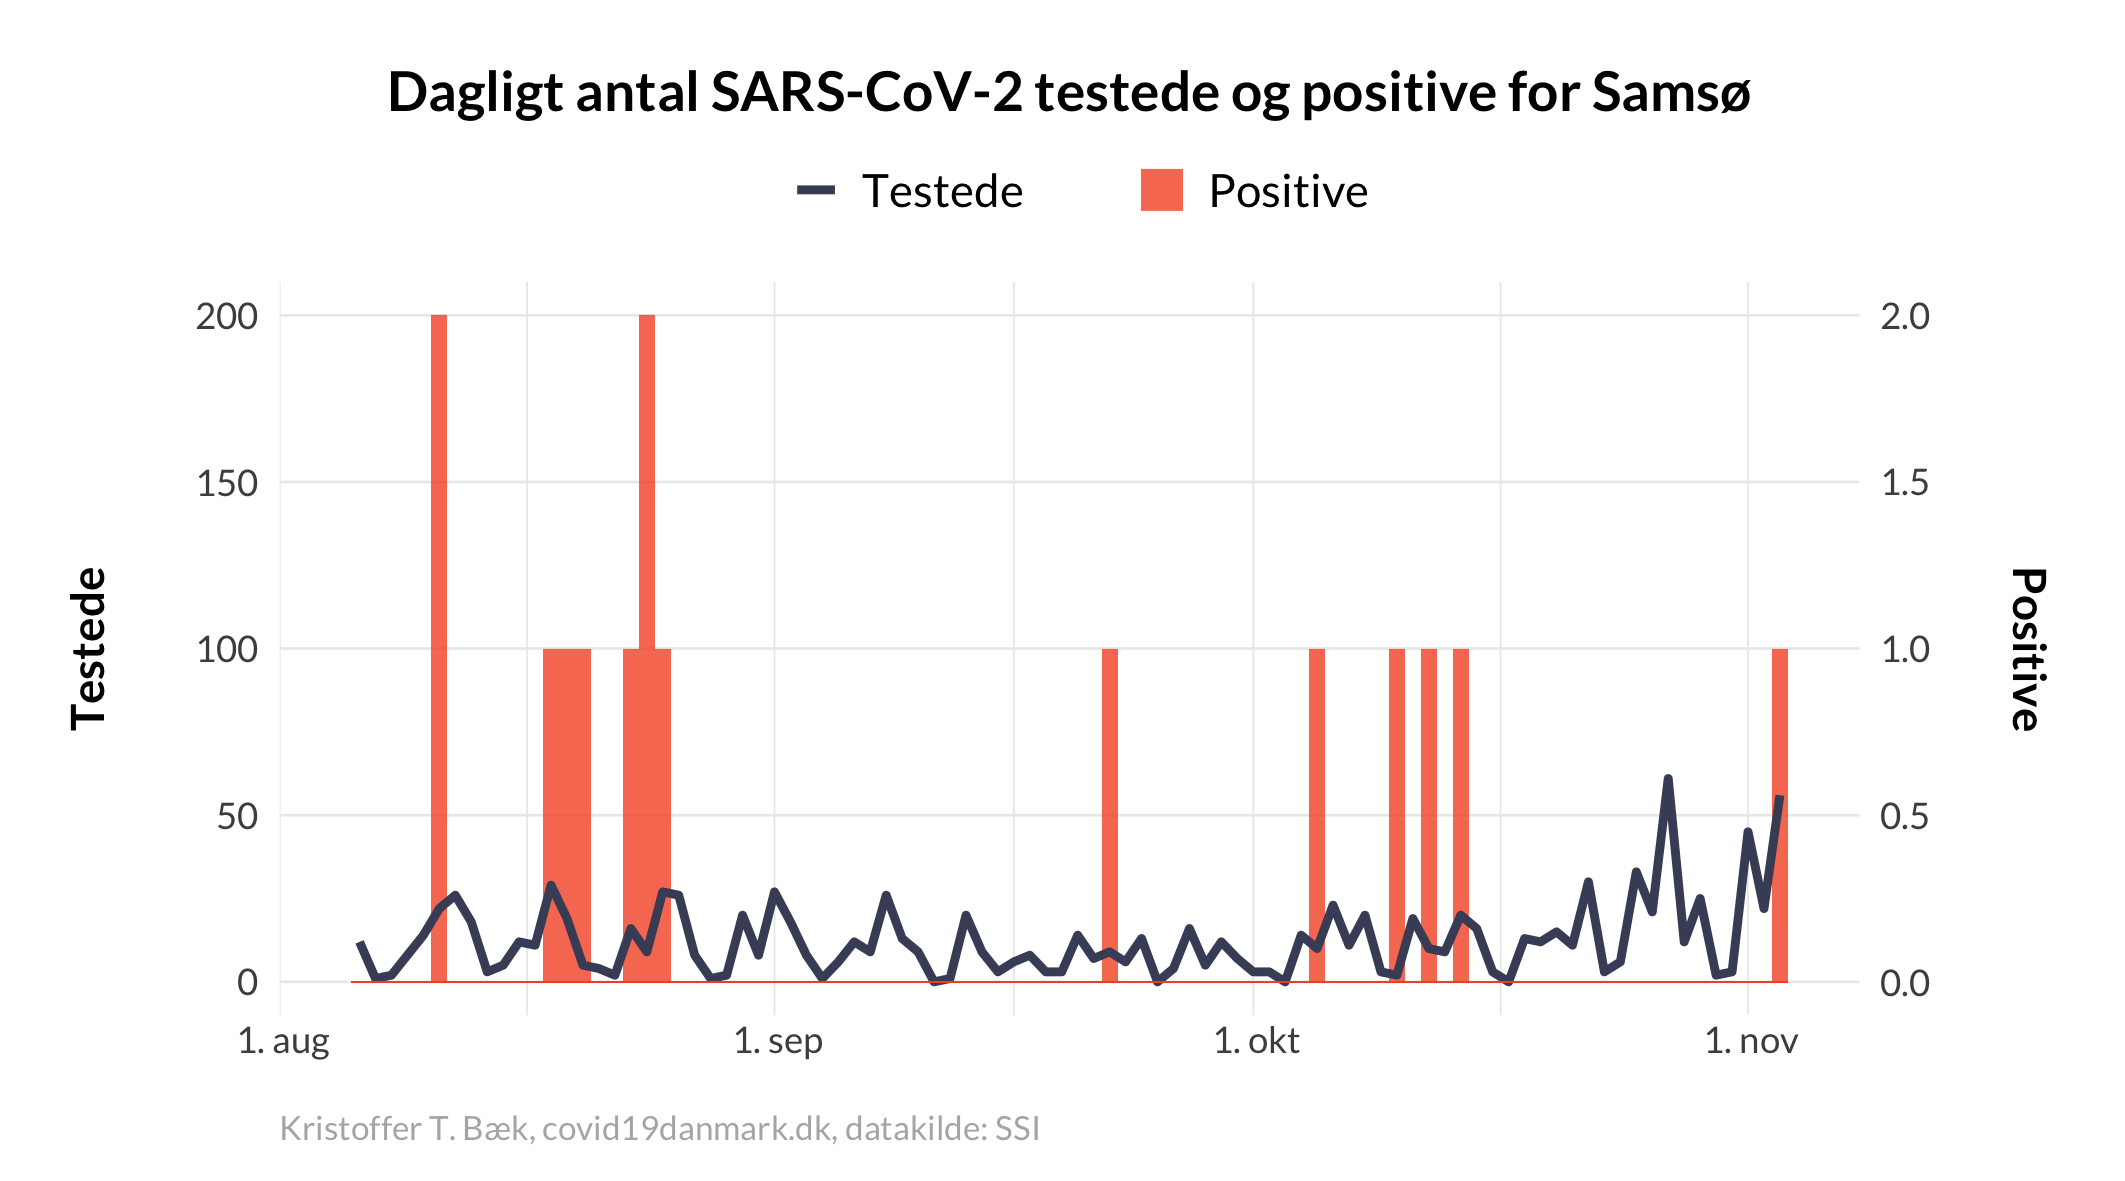 Dagligt antal SARS-CoV-2 testede og positive for Samsø
Testede
Positive
200
150
100
50
0
2.0
1.5
1.0
0.5
0.0
Testede
Positive
1. aug
1. sep
1. okt
1. nov
Kristoffer T. Bæk, covid19danmark.dk, datakilde: SSI